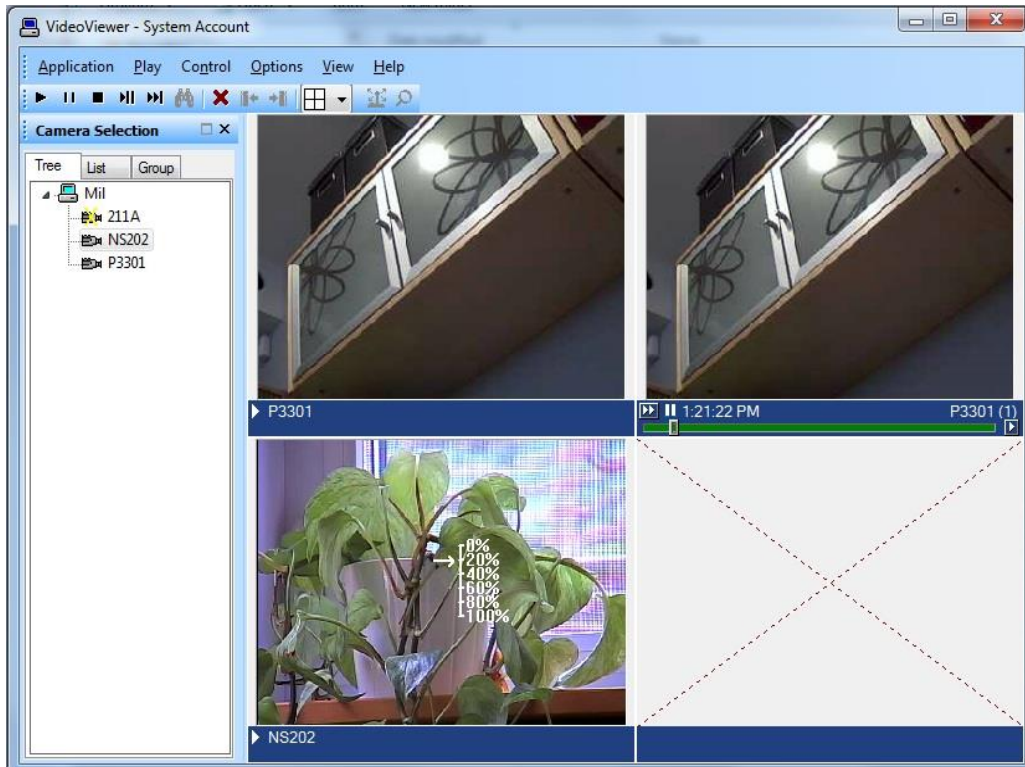 VideoViewer - System Account
Application Play Control Options View Help
Camera Selection
Tree List Group
Mil
211A
NS202
P3301
P3301
1:21:22 PM P3301 (1)
0%
20%
40%
60%
80%
100%
NS202